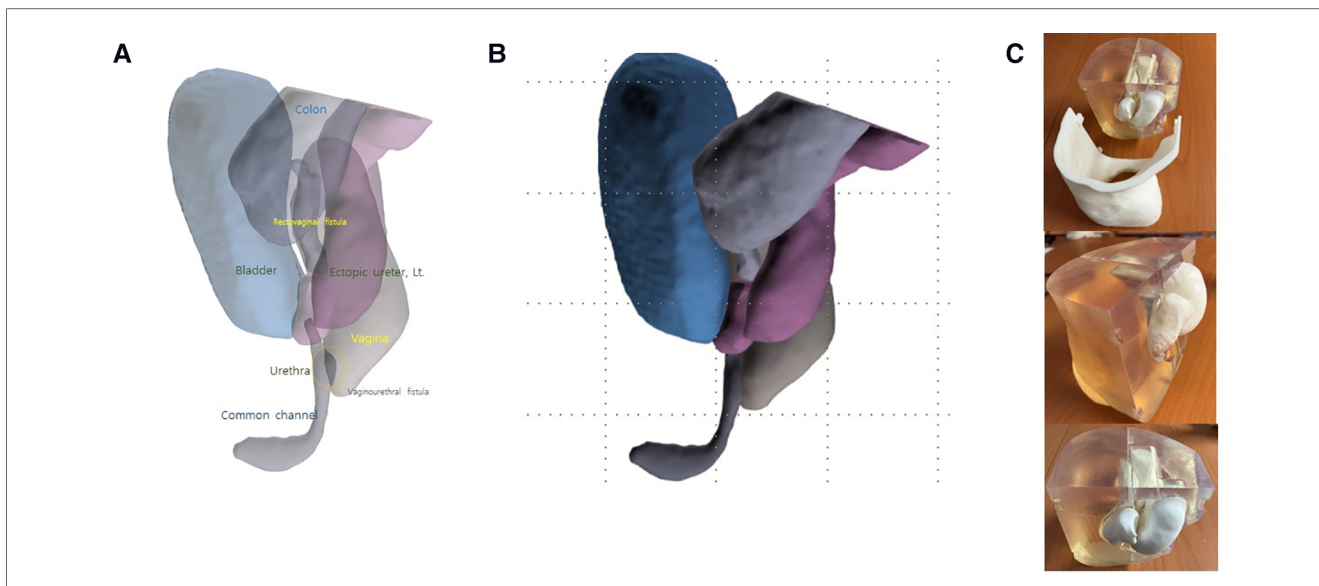 A
B
C
Colon
Rectovaginal fistula
Bladder
Ectopic ureter, Lt.
Vagina
Urethra
Vaginourethral fistula
Common channel